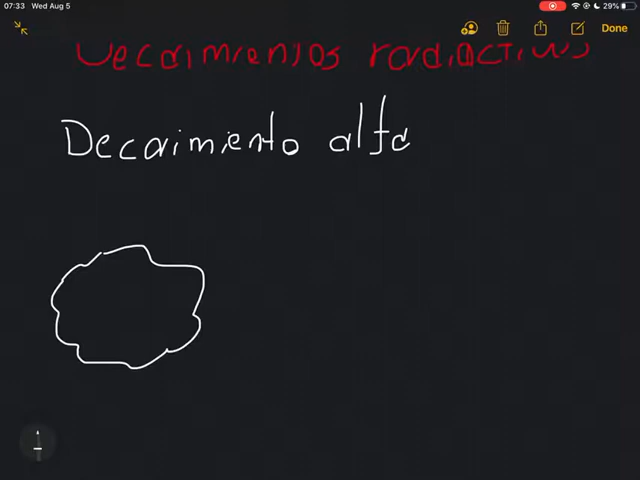 07:33 Wed Aug 5 29%
Done
Decaimientos radiactivos
Decaimiento alfa